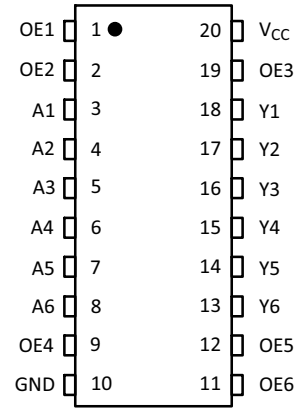 OE1 1 20 VCC
OE2 2 19 OE3
A1 3 18 Y1
A2 4 17 Y2
A3 5 16 Y3
A4 6 15 Y4
A5 7 14 Y5
A6 8 13 Y6
OE4 9 12 OE5
GND 10 11 OE6